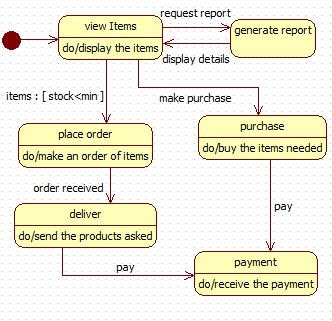 request report
view Items
do/display the items
generate report
display details
items : [ stock<min ]
make purchase
place order
do/make an order of items
purchase
do/buy the items needed
order received
deliver
do/send the products asked
pay
pay
payment
do/receive the payment